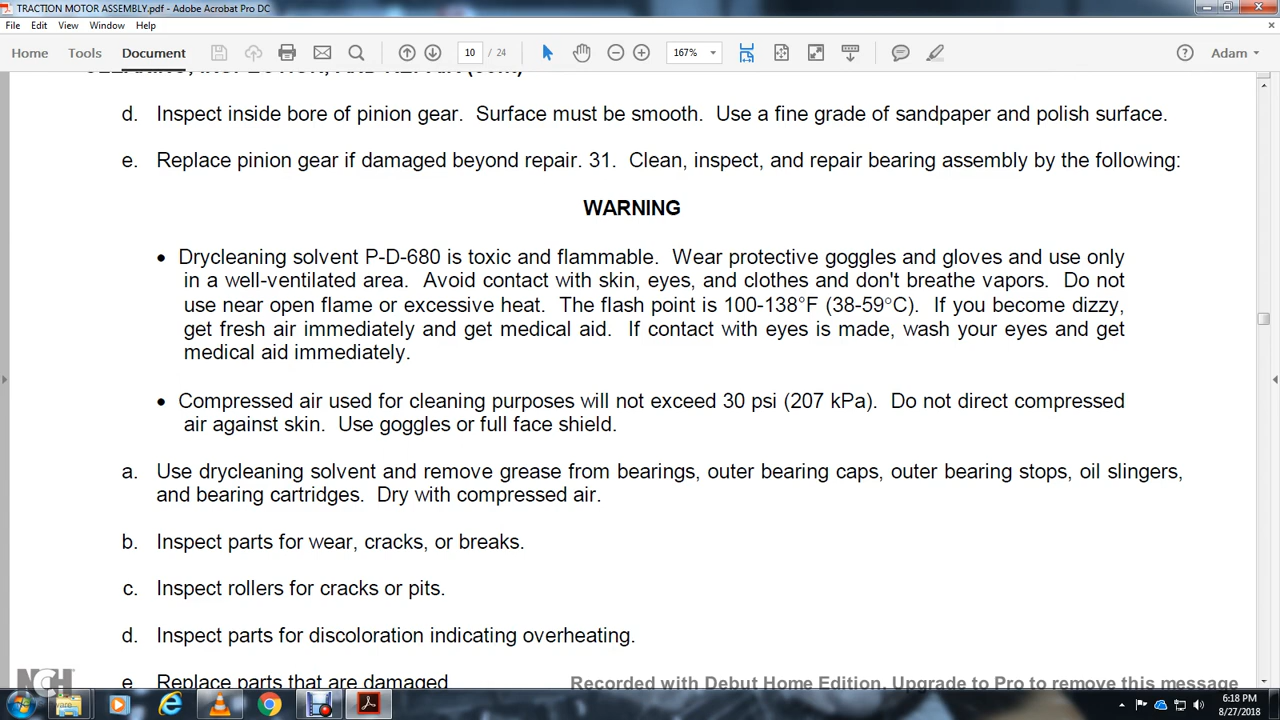 TRACTION MOTOR ASSEMBLY.pdf - Adobe Acrobat Pro DC
File Edit View Window Help
Home Tools Document 10 / 24 167% Adam
CLEANING, INSPECTION, AND REPAIR (con.)
d. Inspect inside bore of pinion gear. Surface must be smooth. Use a fine grade of sandpaper and polish surface.
e. Replace pinion gear if damaged beyond repair. 31. Clean, inspect, and repair bearing assembly by the following:
WARNING
• Drycleaning solvent P-D-680 is toxic and flammable. Wear protective goggles and gloves and use only
in a well-ventilated area. Avoid contact with skin, eyes, and clothes and don't breathe vapors. Do not
use near open flame or excessive heat. The flash point is 100-138°F (38-59°C). If you become dizzy,
get fresh air immediately and get medical aid. If contact with eyes is made, wash your eyes and get
medical aid immediately.
• Compressed air used for cleaning purposes will not exceed 30 psi (207 kPa). Do not direct compressed
air against skin. Use goggles or full face shield.
a. Use drycleaning solvent and remove grease from bearings, outer bearing caps, outer bearing stops, oil slingers,
and bearing cartridges. Dry with compressed air.
b. Inspect parts for wear, cracks, or breaks.
c. Inspect rollers for cracks or pits.
d. Inspect parts for discoloration indicating overheating.
e. Replace parts that are damaged
NCH
Recorded with Debut Home Edition. Upgrade to Pro to remove this message
6:18 PM
8/27/2018